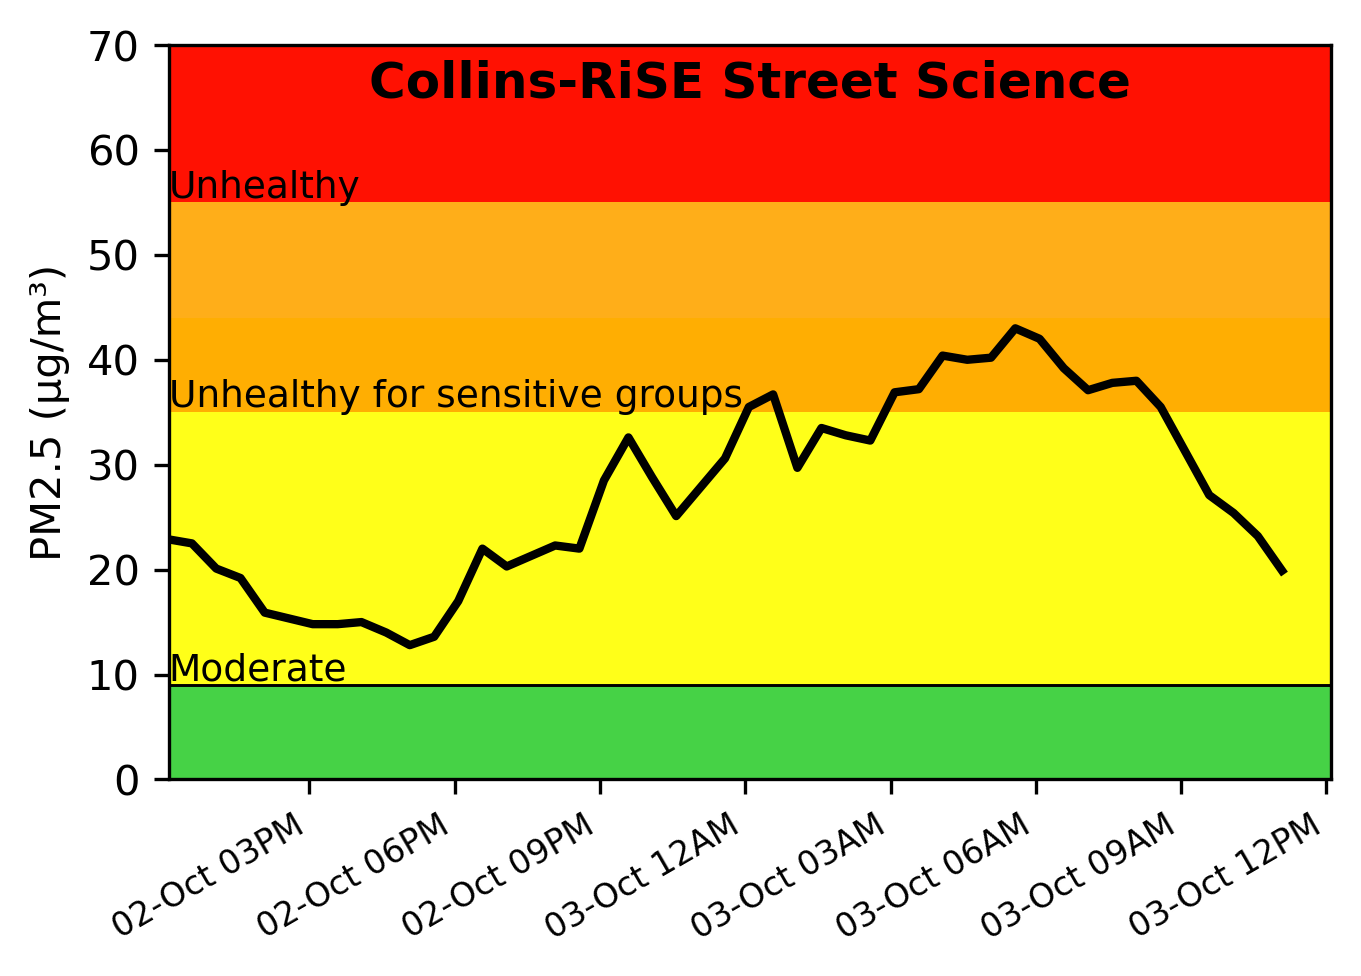 Collins-RiSE Street Science
70
60
50
40
30
20
10
0
PM2.5 (µg/m³)
Unhealthy
Unhealthy for sensitive groups
Moderate
02-Oct 03PM
02-Oct 06PM
02-Oct 09PM
03-Oct 12AM
03-Oct 03AM
03-Oct 06AM
03-Oct 09AM
03-Oct 12PM